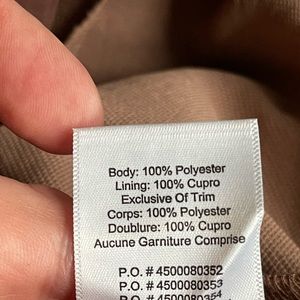 Body: 100% Polyester
Lining: 100% Cupro
Exclusive Of Trim
Corps: 100% Polyester
Doublure: 100% Cupro
Aucune Garniture Comprise
P.O. # 4500080352
P.O. # 4500080353
P.O. # 4500080354